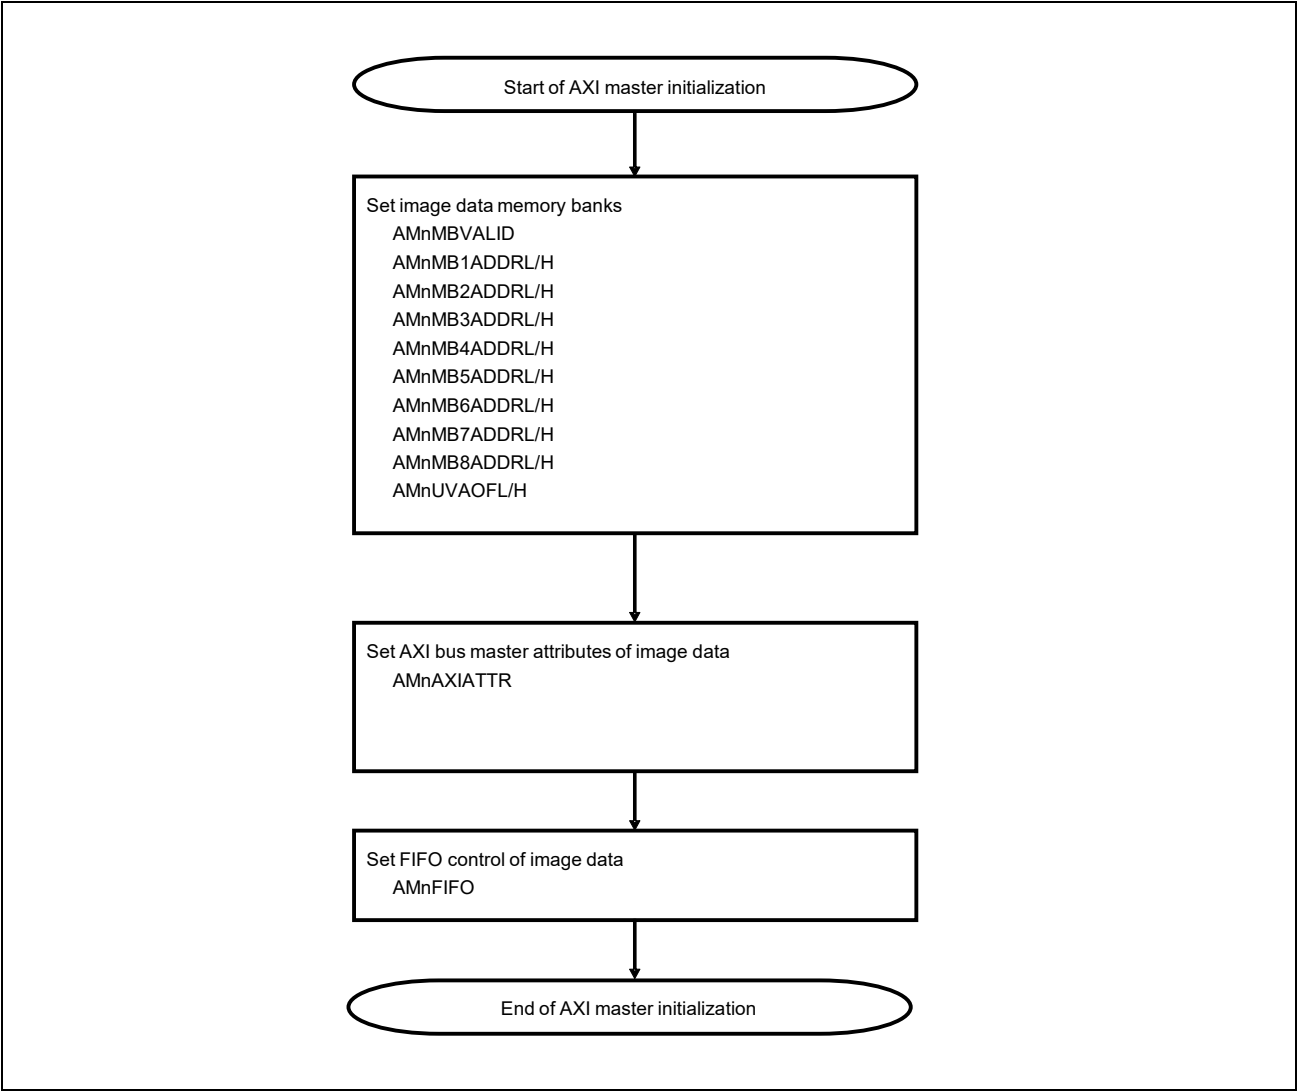 Start of AXI master initialization
Set image data memory banks
AMnMBVALID
AMnMB1ADDRL/H
AMnMB2ADDRL/H
AMnMB3ADDRL/H
AMnMB4ADDRL/H
AMnMB5ADDRL/H
AMnMB6ADDRL/H
AMnMB7ADDRL/H
AMnMB8ADDRL/H
AMnUVAOFL/H
Set AXI bus master attributes of image data
AMnAXIATTR
Set FIFO control of image data
AMnFIFO
End of AXI master initialization